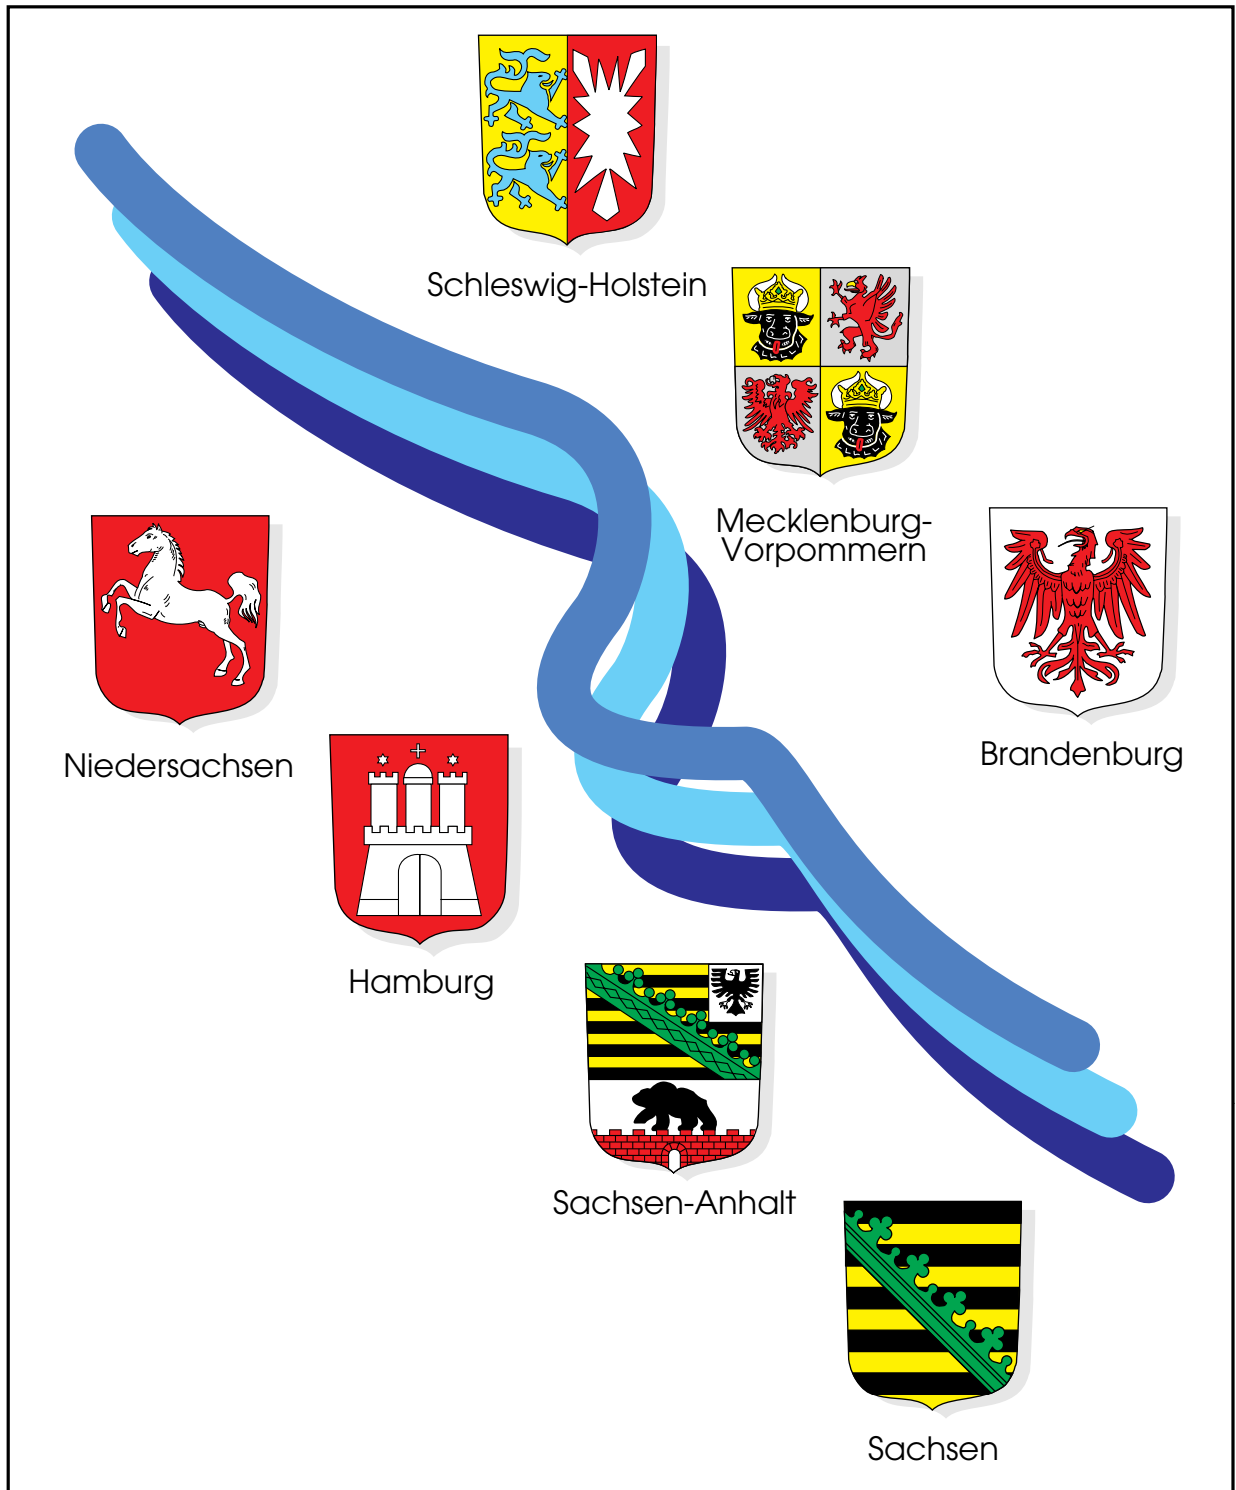 Schleswig-Holstein
Mecklenburg-
Vorpommern
Niedersachsen
Brandenburg
Hamburg
Sachsen-Anhalt
Sachsen